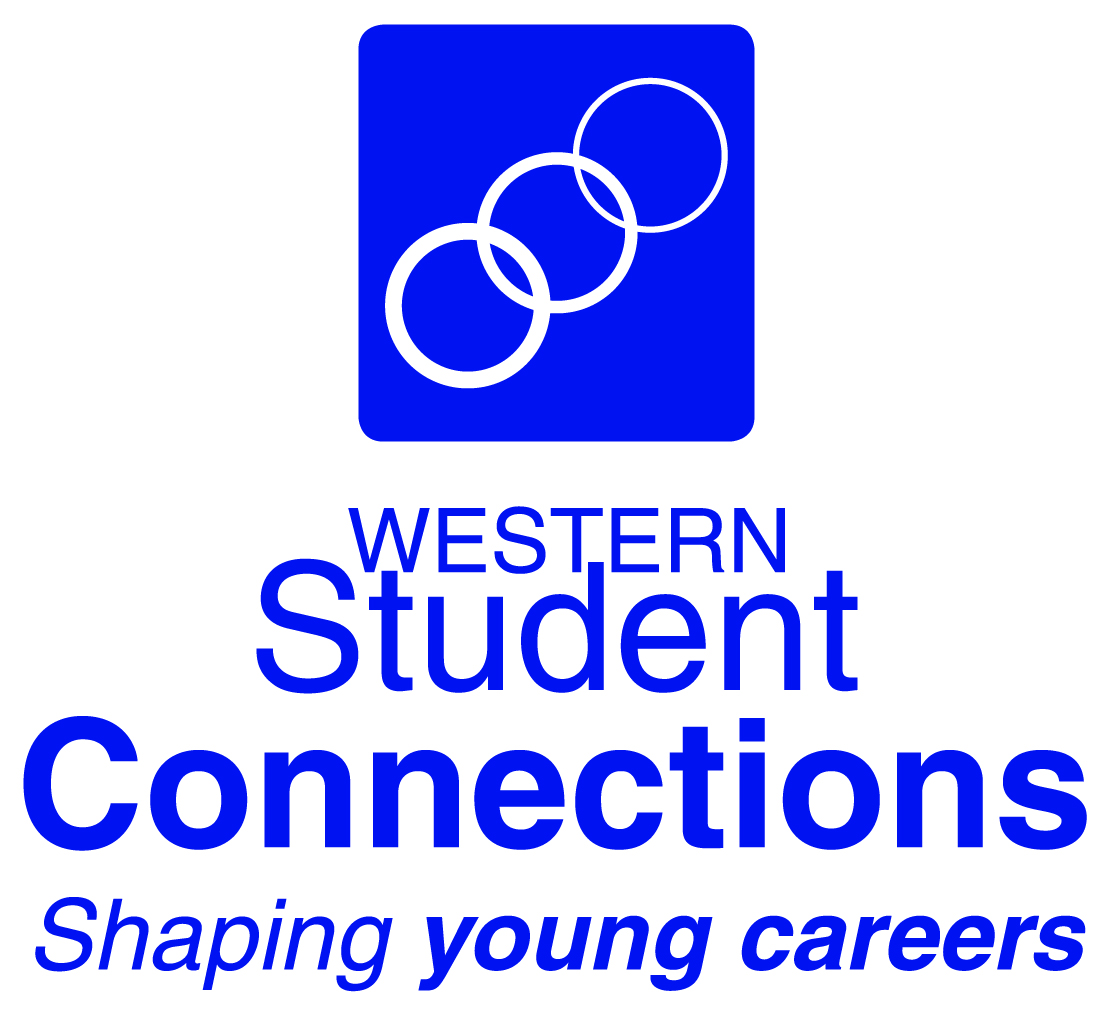 WESTERN
Student
Connections
Shaping young careers